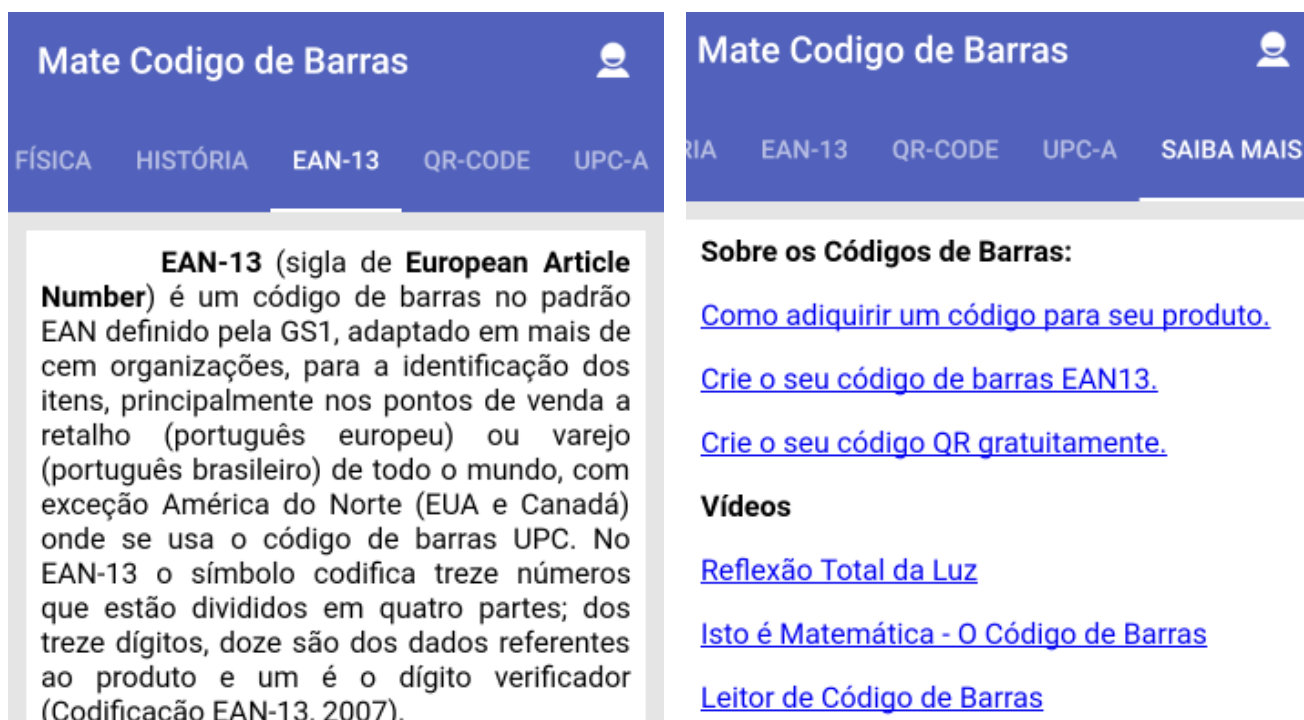 Mate Codigo de Barras
FÍSICA HISTÓRIA EAN-13 QR-CODE UPC-A
EAN-13 (sigla de European Article
Number) é um código de barras no padrão
EAN definido pela GS1, adaptado em mais de
cem organizações, para a identificação dos
itens, principalmente nos pontos de venda a
retalho (português europeu) ou varejo
(português brasileiro) de todo o mundo, com
exceção América do Norte (EUA e Canadá)
onde se usa o código de barras UPC. No
EAN-13 o símbolo codifica treze números
que estão divididos em quatro partes; dos
treze dígitos, doze são dos dados referentes
ao produto e um é o dígito verificador
(Codificação EAN-13, 2007).
Mate Codigo de Barras
RIA EAN-13 QR-CODE UPC-A SAIBA MAIS
Sobre os Códigos de Barras:
Como adiquirir um código para seu produto.
Crie o seu código de barras EAN13.
Crie o seu código QR gratuitamente.
Vídeos
Reflexão Total da Luz
Isto é Matemática - O Código de Barras
Leitor de Código de Barras